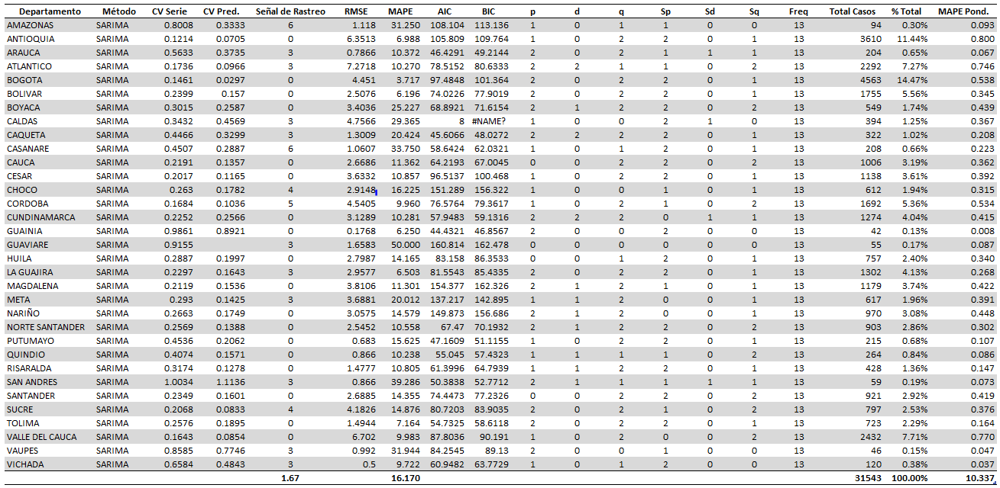 Departamento Método CV Serie CV Pred. Señal de Rastreo RMSE MAPE AIC BIC p d q Sp Sd Sq Freq Total Casos % Total MAPE Pond.
AMAZONAS SARIMA 0.8008 0.3333 6 1.118 31.250 108.104 113.136 1 0 1 1 0 0 13 94 0.30% 0.093
ANTIOQUIA SARIMA 0.1214 0.0705 0 6.3513 6.988 105.809 109.764 1 0 2 2 0 1 13 3610 11.44% 0.800
ARAUCA SARIMA 0.5633 0.3735 3 0.7866 10.372 46.4291 49.2144 2 0 2 1 1 1 13 204 0.65% 0.067
ATLANTICO SARIMA 0.1736 0.0966 3 7.2718 10.270 78.5152 80.6333 2 2 1 1 0 2 13 2292 7.27% 0.746
BOGOTA SARIMA 0.1461 0.0297 0 4.451 3.717 97.4848 101.364 2 0 2 2 0 1 13 4563 14.47% 0.538
BOLIVAR SARIMA 0.2399 0.157 0 2.5076 6.196 74.0226 77.9019 2 0 2 2 0 1 13 1755 5.56% 0.345
BOYACA SARIMA 0.3015 0.2587 0 3.4036 25.227 68.8921 71.6154 2 1 2 2 0 0 13 549 1.74% 0.439
CALDAS SARIMA 0.3432 0.4569 3 4.7566 29.365 8 #NAME? 1 0 0 2 1 0 13 394 1.25% 0.367
CAQUETA SARIMA 0.4466 0.3299 3 1.3009 20.424 45.6066 48.0272 2 2 2 2 0 0 13 322 1.02% 0.208
CASANARE SARIMA 0.4507 0.2887 6 1.0607 33.750 58.6424 62.0321 1 0 1 2 0 1 13 208 0.66% 0.223
CAUCA SARIMA 0.2191 0.1357 0 2.6686 11.362 64.2193 67.0045 0 0 2 2 0 2 13 1006 3.19% 0.362
CESAR SARIMA 0.2017 0.1165 0 3.6332 10.857 96.5137 100.468 1 0 2 2 0 1 13 1138 3.61% 0.392
CHOCO SARIMA 0.263 0.1782 4 2.9148 16.225 151.289 156.322 1 0 0 1 0 1 13 612 1.94% 0.315
CORDOBA SARIMA 0.1684 0.1036 5 4.5405 9.960 76.5764 79.3617 1 0 2 1 0 2 13 1692 5.36% 0.534
CUNDINAMARCA SARIMA 0.2252 0.2566 0 3.1289 10.281 57.9483 59.1316 2 2 2 0 1 1 13 1274 4.04% 0.415
GUAINIA SARIMA 0.9861 0.8921 0 0.1768 6.250 44.4321 46.8567 2 0 0 2 0 0 13 42 0.13% 0.008
GUAVIARE SARIMA 0.9155 3 1.6583 50.000 160.814 162.478 0 0 0 0 0 0 13 55 0.17% 0.087
HUILA SARIMA 0.2887 0.1997 0 2.7987 14.165 83.158 86.3533 0 0 1 2 0 1 13 757 2.40% 0.340
LA GUAJIRA SARIMA 0.2297 0.1643 3 2.9577 6.503 81.5543 85.4335 2 0 2 2 0 1 13 1302 4.13% 0.268
MAGDALENA SARIMA 0.2119 0.1536 0 3.8106 11.301 154.377 162.326 2 1 2 1 0 1 13 1179 3.74% 0.422
META SARIMA 0.293 0.1425 3 3.6881 20.012 137.217 142.895 1 1 2 0 0 1 13 617 1.96% 0.391
NARIÑO SARIMA 0.2663 0.1749 0 3.0575 14.579 149.873 156.686 2 1 2 0 0 1 13 970 3.08% 0.448
NORTE SANTANDER SARIMA 0.2569 0.1388 0 2.5452 10.558 67.47 70.1932 2 1 2 2 0 2 13 903 2.86% 0.302
PUTUMAYO SARIMA 0.4536 0.2062 0 0.683 15.625 47.1609 51.1155 1 0 2 2 0 1 13 215 0.68% 0.107
QUINDIO SARIMA 0.4074 0.1571 0 0.866 10.238 55.045 57.4323 1 1 1 1 0 2 13 264 0.84% 0.086
RISARALDA SARIMA 0.3174 0.1278 0 1.4777 10.805 61.3996 64.7939 1 1 2 2 0 1 13 428 1.36% 0.147
SAN ANDRES SARIMA 1.0034 1.1136 3 0.866 39.286 50.3838 52.7712 2 1 1 1 1 1 13 59 0.19% 0.073
SANTANDER SARIMA 0.2349 0.1601 0 2.6885 14.355 74.4473 77.2326 0 0 2 2 0 2 13 921 2.92% 0.419
SUCRE SARIMA 0.2068 0.0833 4 4.1826 14.876 80.7203 83.9035 2 0 2 1 0 2 13 797 2.53% 0.376
TOLIMA SARIMA 0.2576 0.1895 0 1.4944 7.164 54.7325 58.6118 2 0 2 2 0 1 13 723 2.29% 0.164
VALLE DEL CAUCA SARIMA 0.1643 0.0854 0 6.702 9.983 87.8036 90.191 1 0 2 0 0 2 13 2432 7.71% 0.770
VAUPES SARIMA 0.8585 0.7746 3 0.992 31.944 84.2545 89.13 2 0 0 1 0 0 13 46 0.15% 0.047
VICHADA SARIMA 0.6584 0.4843 3 0.5 9.722 60.9482 63.7729 1 0 1 2 0 0 13 120 0.38% 0.037
1.67 16.170 31543 100.00% 10.337